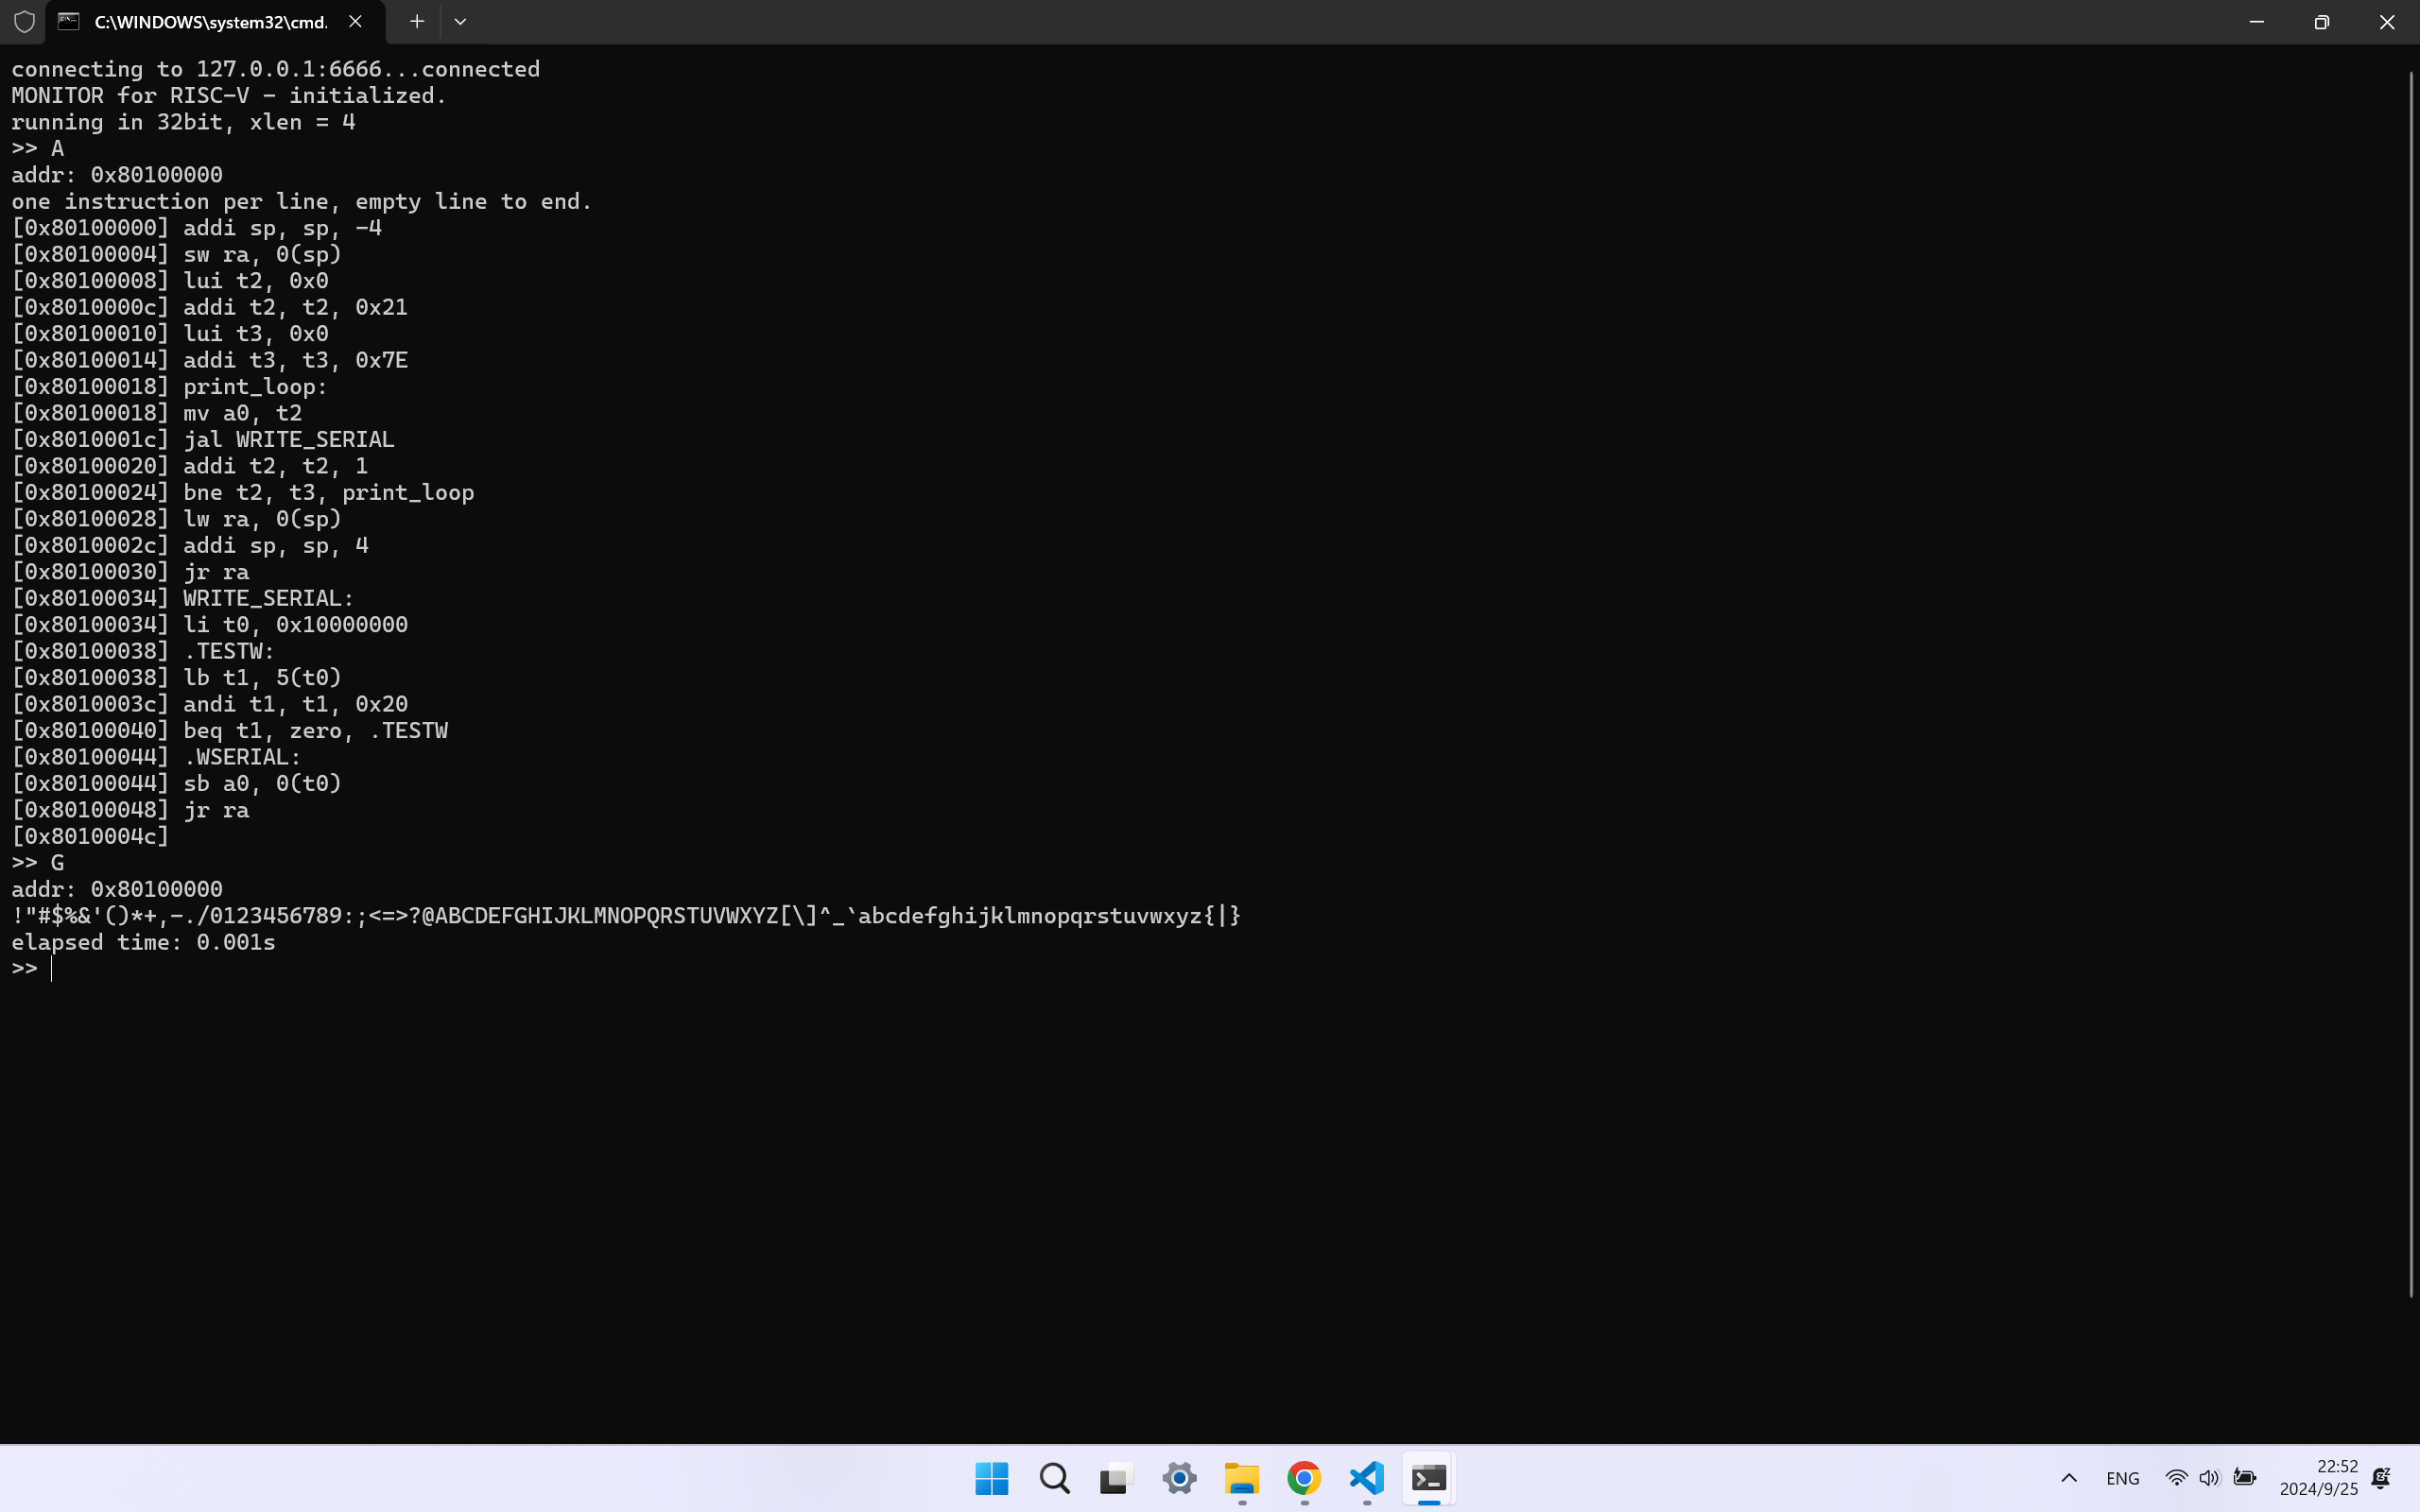 C:\WINDOWS\system32\cmd.
connecting to 127.0.0.1:6666...connected
MONITOR for RISC-V - initialized.
running in 32bit, xlen = 4
>> A
addr: 0x80100000
one instruction per line, empty line to end.
[0x80100000] addi sp, sp, -4
[0x80100004] sw ra, 0(sp)
[0x80100008] lui t2, 0x0
[0x8010000c] addi t2, t2, 0x21
[0x80100010] lui t3, 0x0
[0x80100014] addi t3, t3, 0x7E
[0x80100018] print_loop:
[0x80100018] mv a0, t2
[0x8010001c] jal WRITE_SERIAL
[0x80100020] addi t2, t2, 1
[0x80100024] bne t2, t3, print_loop
[0x80100028] lw ra, 0(sp)
[0x8010002c] addi sp, sp, 4
[0x80100030] jr ra
[0x80100034] WRITE_SERIAL:
[0x80100034] li t0, 0x10000000
[0x80100038] .TESTW:
[0x80100038] lb t1, 5(t0)
[0x8010003c] andi t1, t1, 0x20
[0x80100040] beq t1, zero, .TESTW
[0x80100044] .WSERIAL:
[0x80100044] sb a0, 0(t0)
[0x80100048] jr ra
[0x8010004c]
>> G
addr: 0x80100000
!"#$%&'()*+,-./0123456789:;<=>?@ABCDEFGHIJKLMNOPQRSTUVWXYZ[\]^_`abcdefghijklmnopqrstuvwxyz{|}
elapsed time: 0.001s
>>
ENG
22:52
2024/9/25